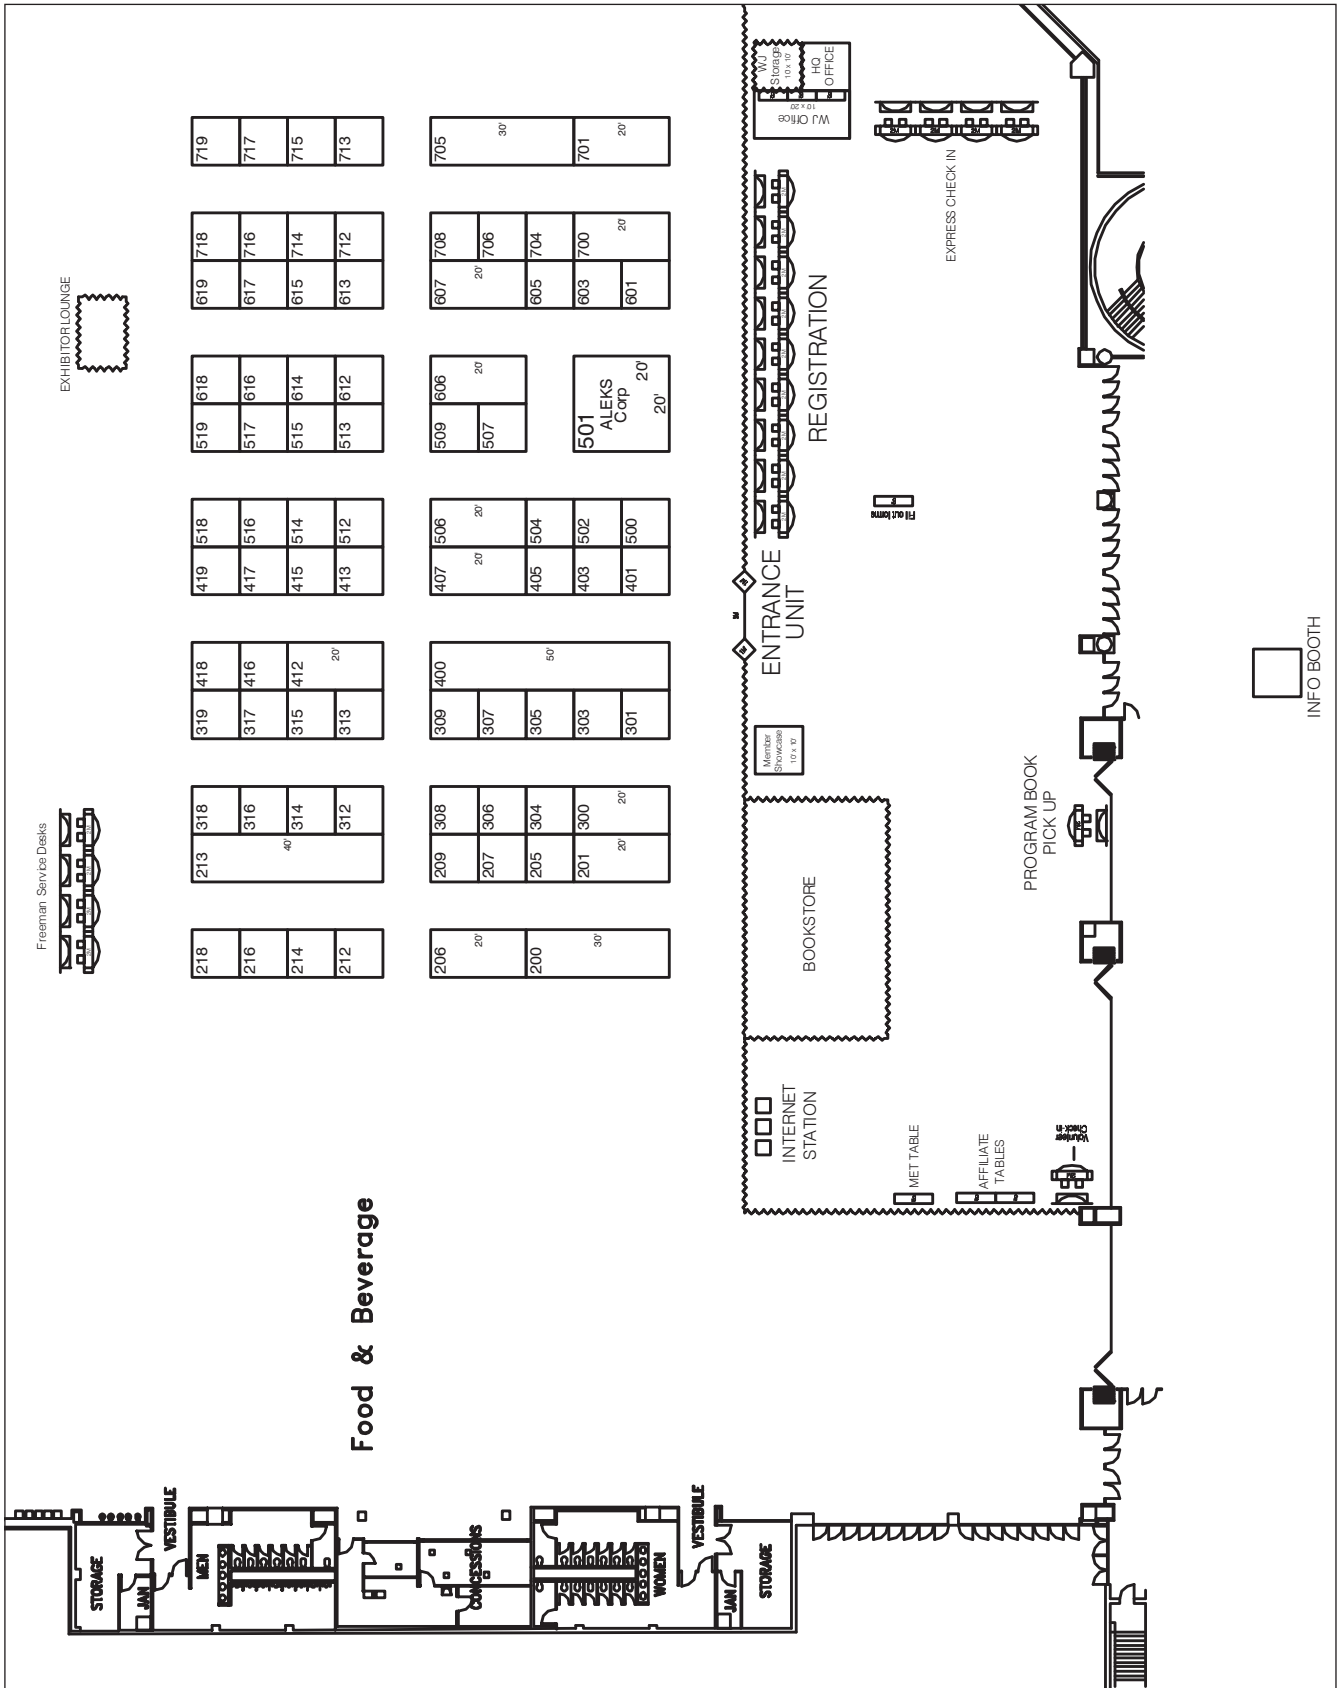 WJ
Storage
10 x 10'
HQ
OFFICE
10' x 20'
WJ Office
EXPRESS CHECK IN
719
717
715
713
705
30'
701
20'
718
716
714
712
708
706
704
700
20'
619
617
615
613
607
20'
605
603
601
EXHIBITOR LOUNGE
REGISTRATION
618
616
614
612
606
20'
519
517
515
513
509
507
501
ALEKS
Corp
20'
20'
Fill out forms
518
516
514
512
506
20'
504
502
500
419
417
415
413
407
20'
405
403
401
ENTRANCE
UNIT
418
416
412
20'
400
50'
319
317
315
313
309
307
305
303
301
INFO BOOTH
Member
Showcase
10' x 10'
PROGRAM BOOK
PICK UP
Freeman Service Desks
318
316
314
312
308
306
304
300
20'
213
40'
209
207
205
201
20'
BOOKSTORE
218
216
214
212
206
20'
200
30'
INTERNET
STATION
MET TABLE
AFFILIATE
TABLES
Volunteer
Check-in
Food & Beverage
STORAGE
VESTIBULE
JAN
MEN
CONCESSIONS
WOMEN
VESTIBULE
JAN
STORAGE